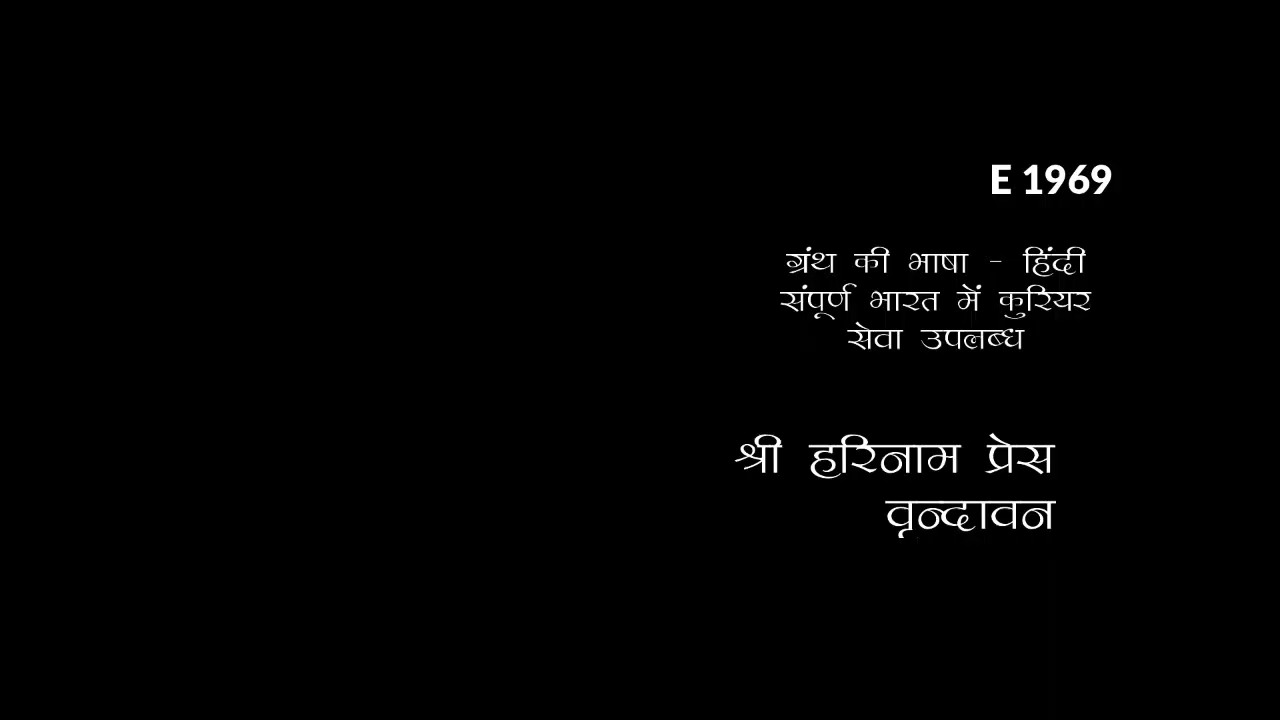 E 1969
ग्रंथ की भाषा - हिंदी
संपूर्ण भारत में कुरियर
सेवा उपलब्ध
श्री हरिनाम प्रेस
वृन्दावन